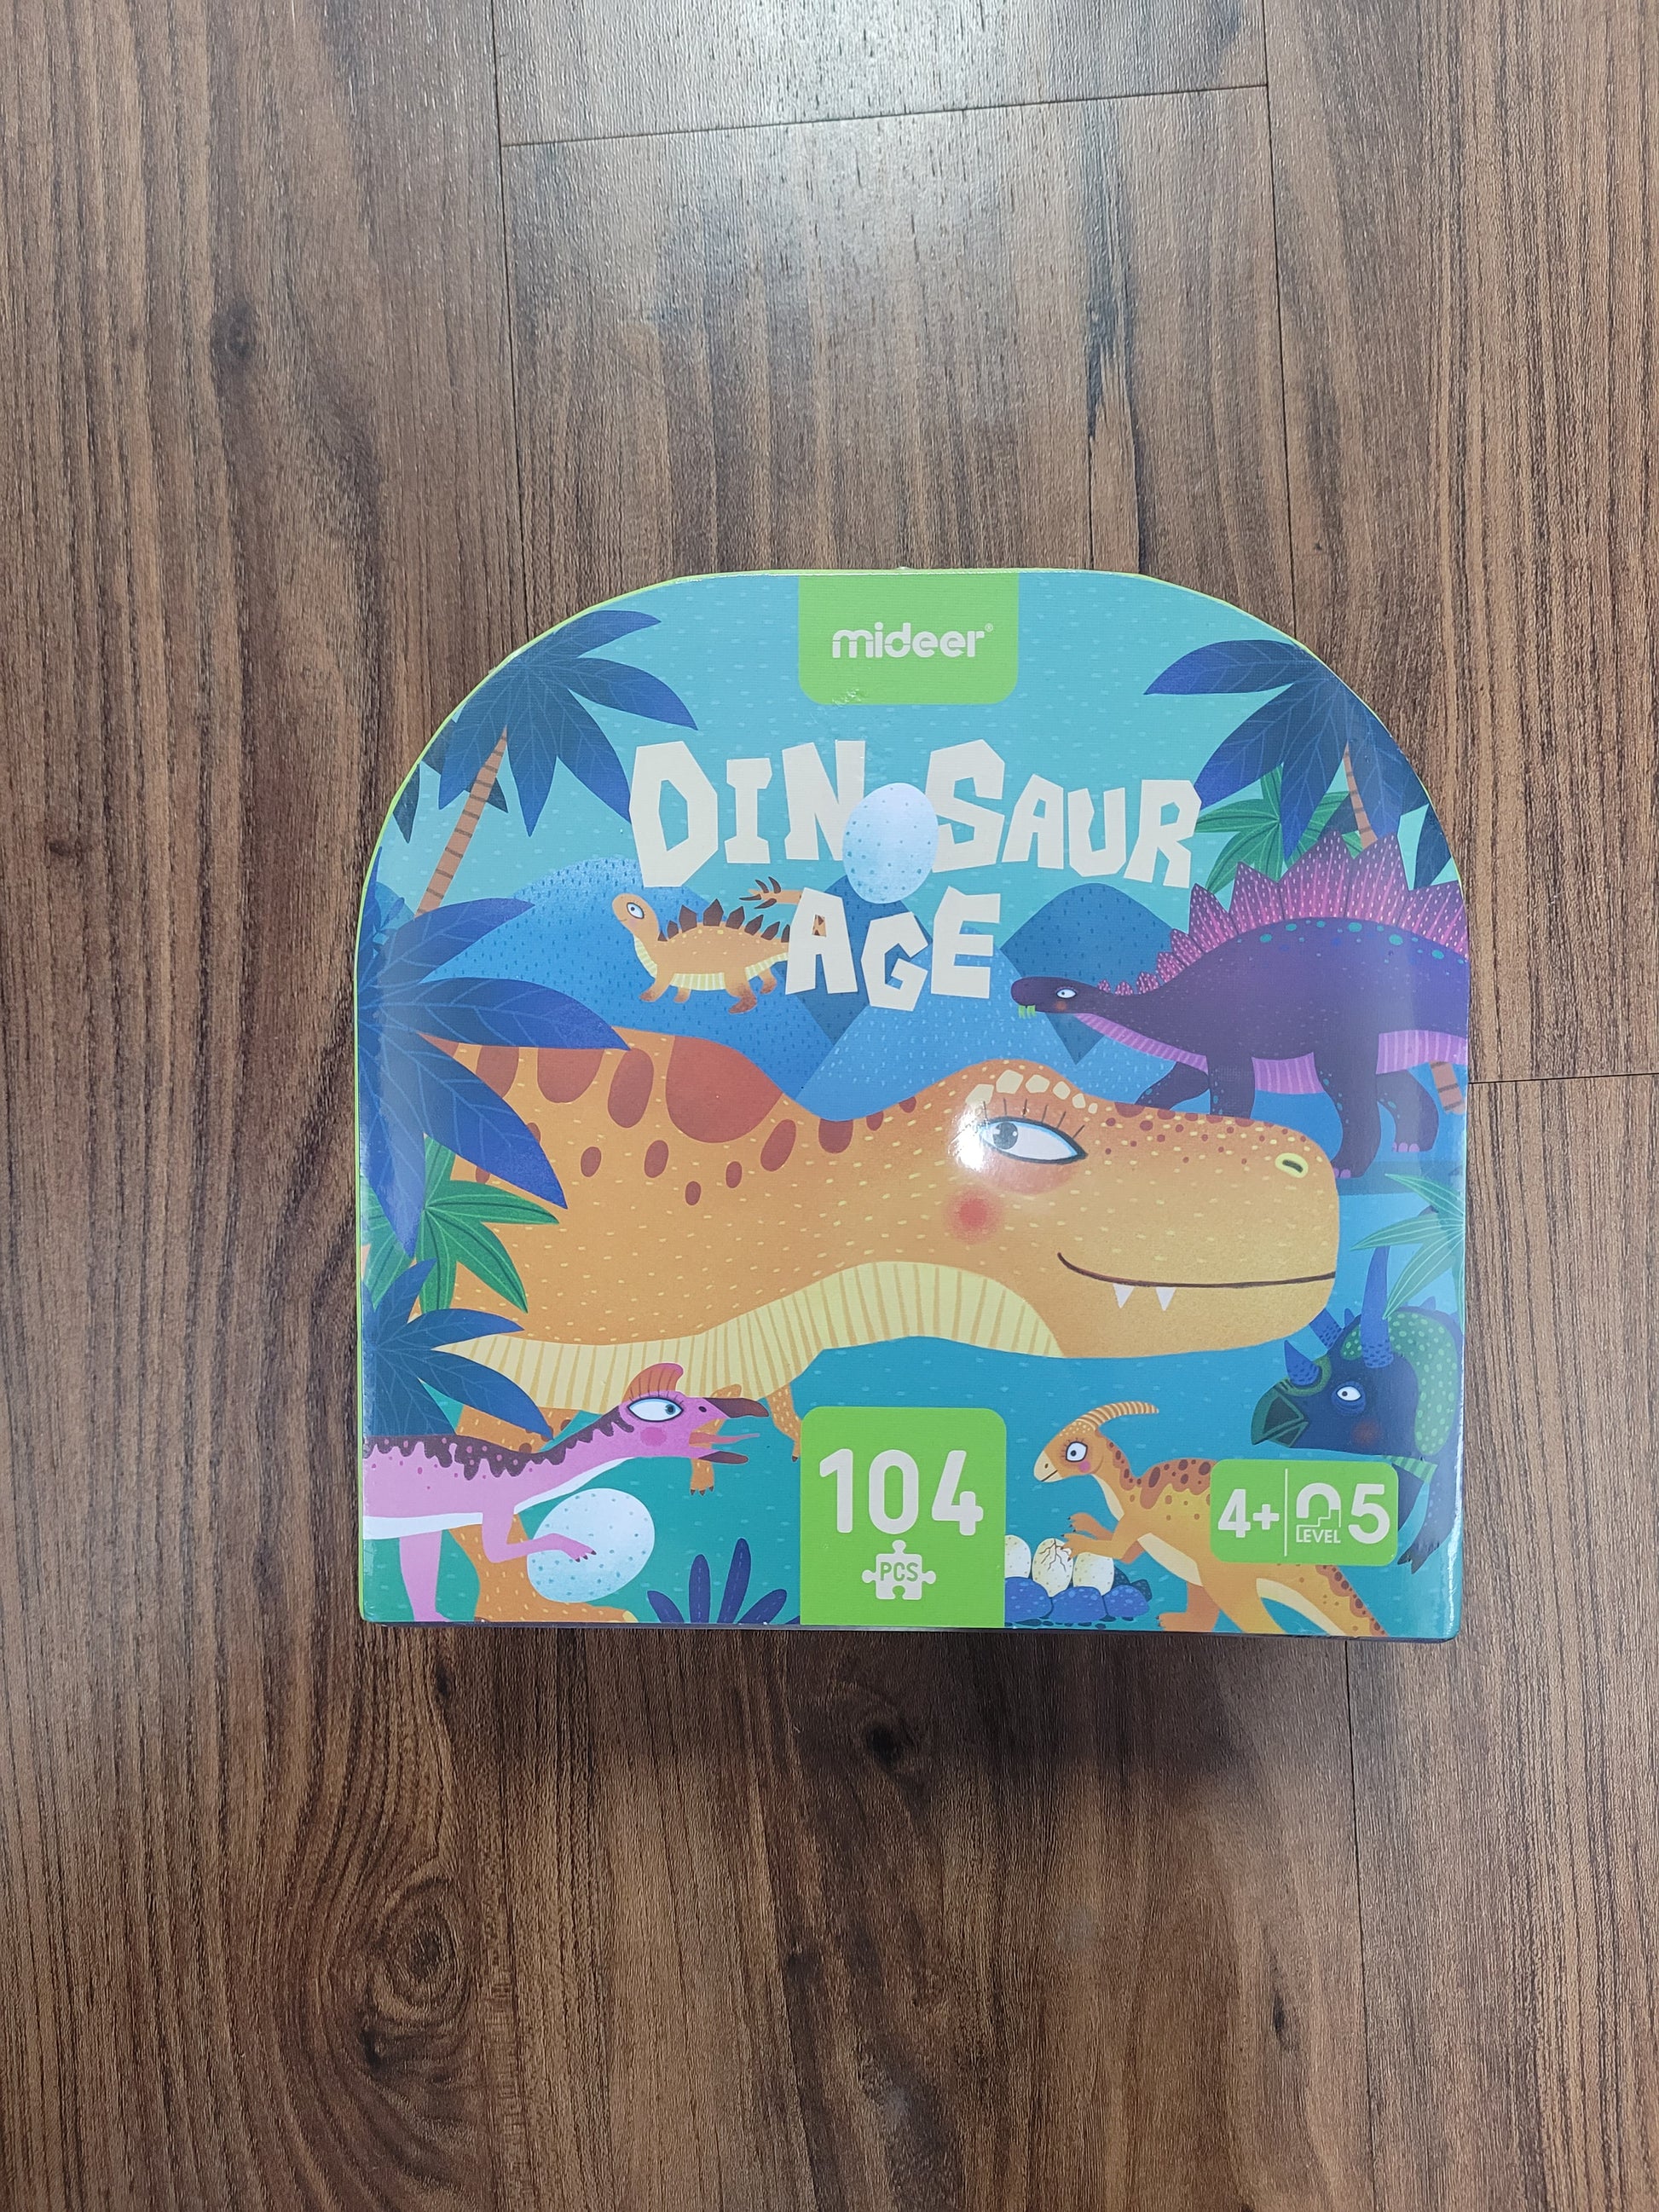 mideer®
DINOSAUR
AGE
104
PCS
4+ LEVEL 5